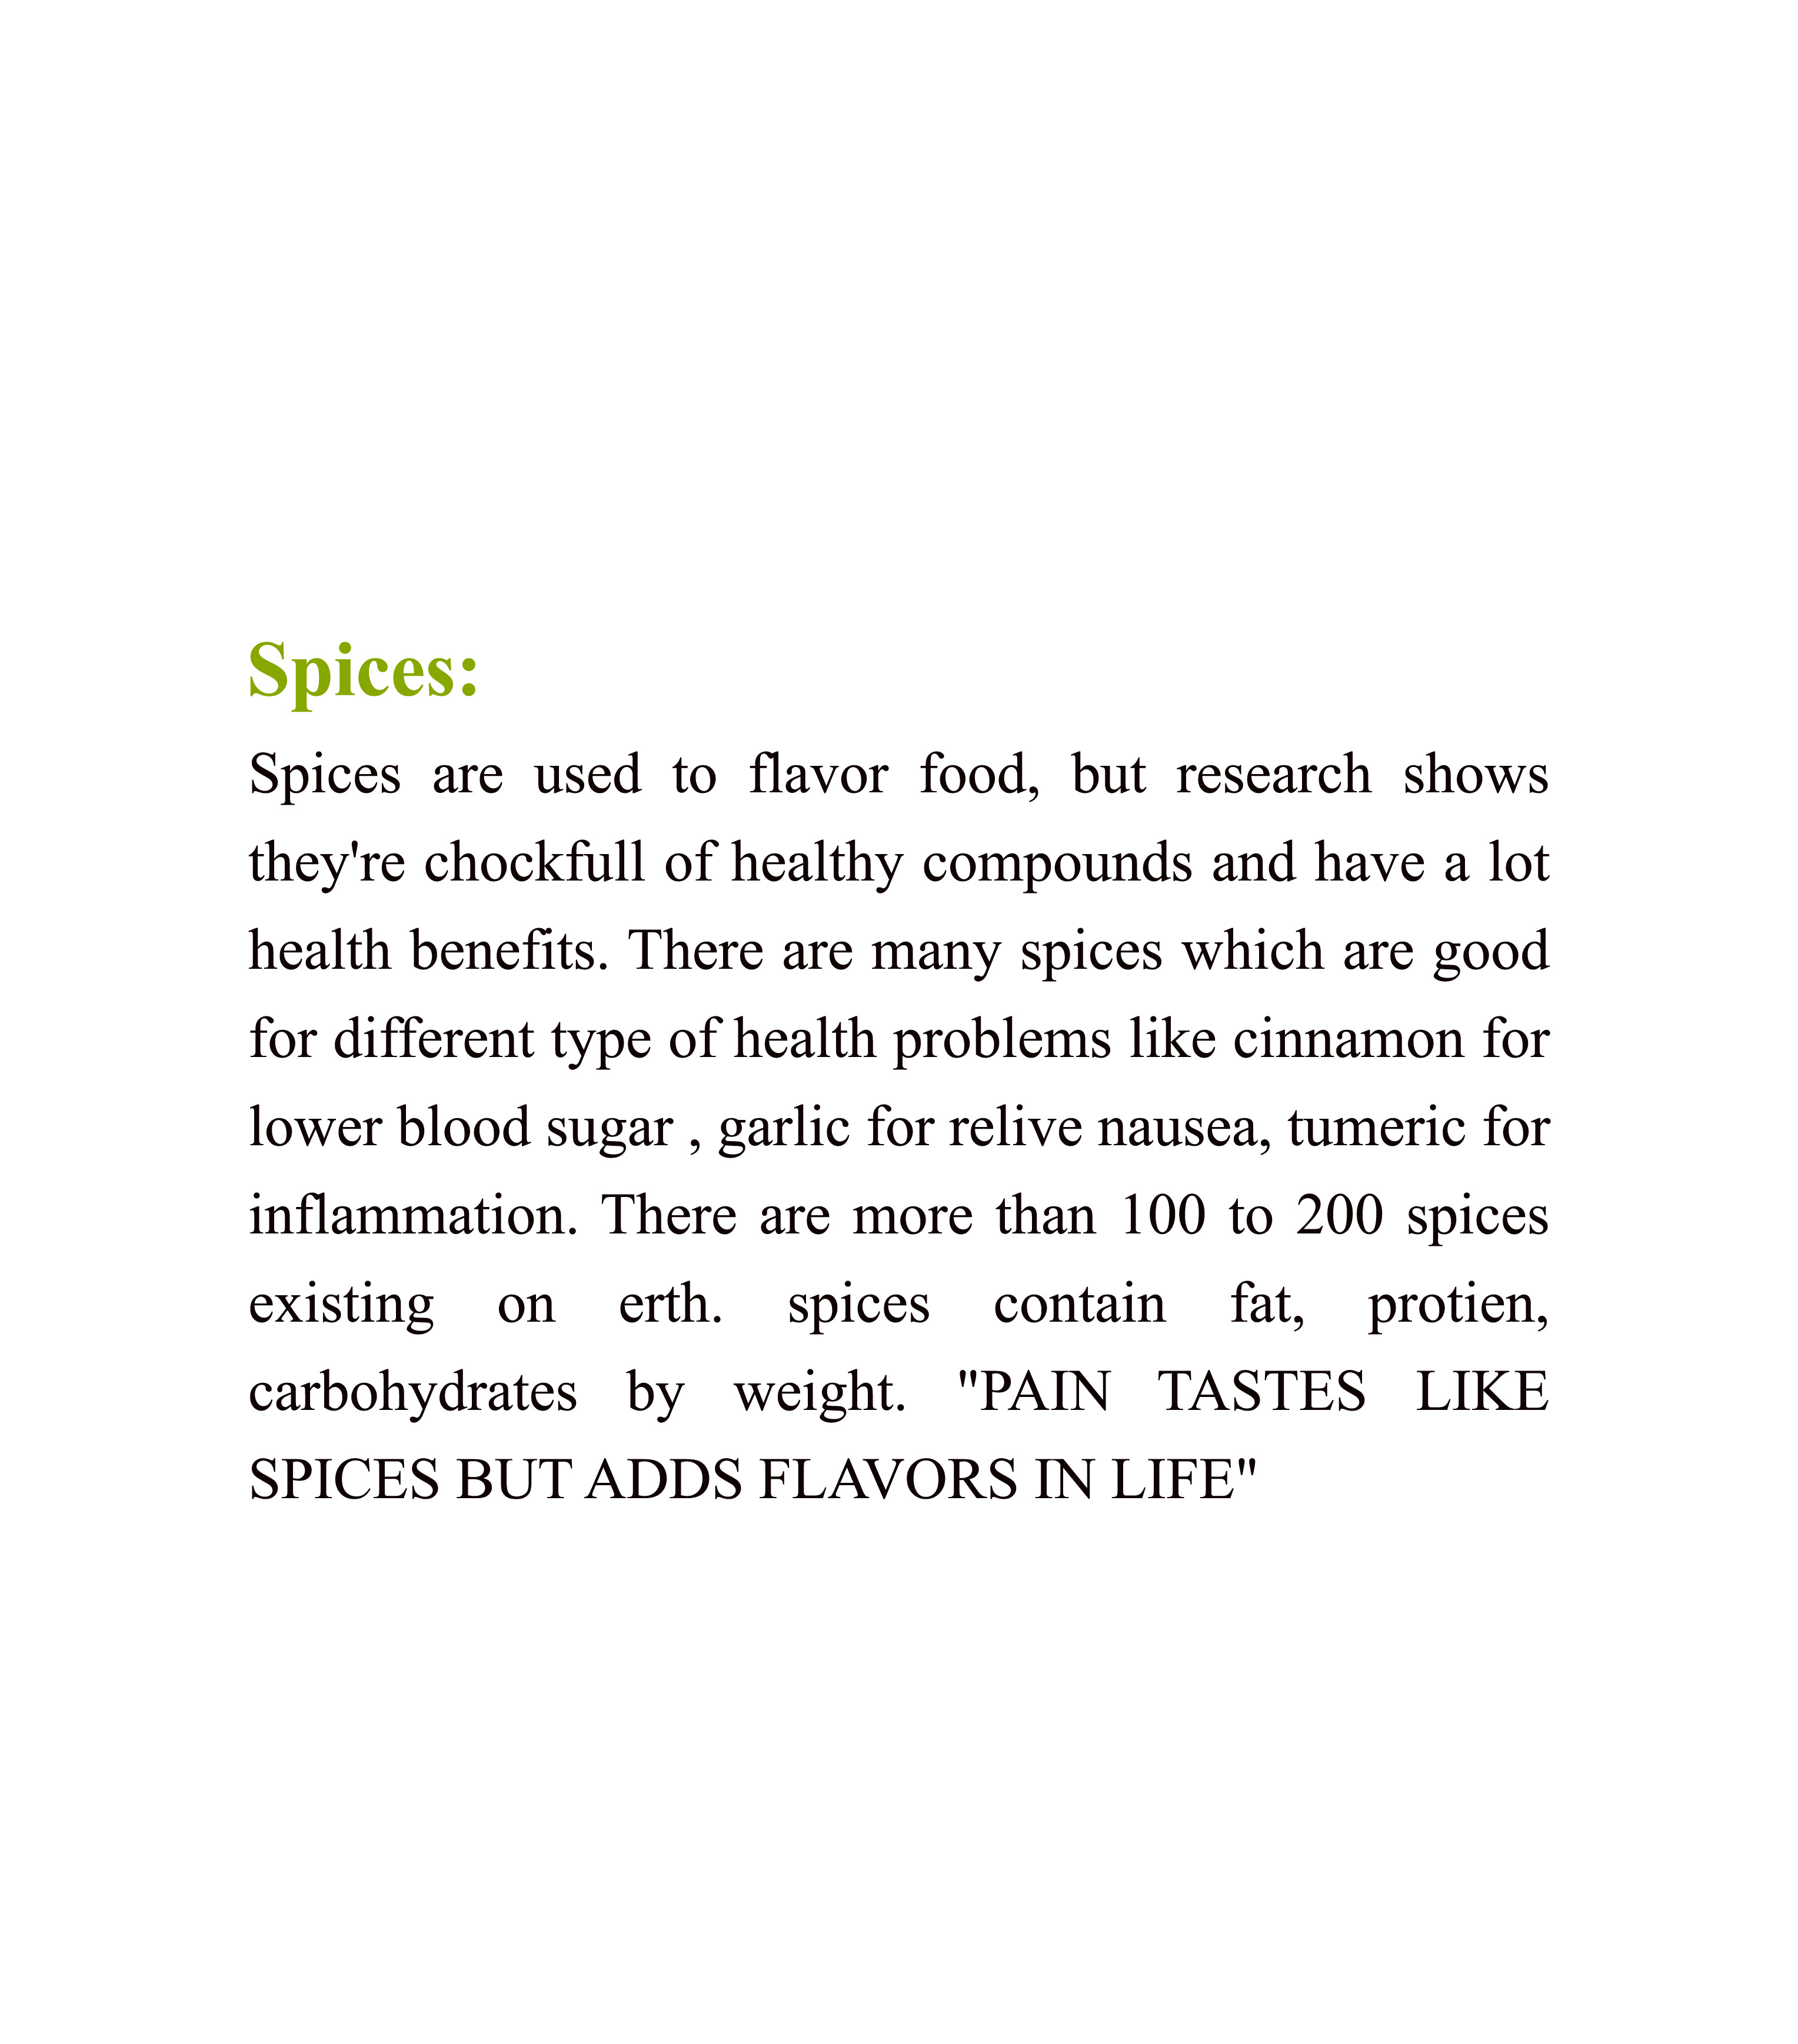 Spices:
Spices are used to flavor food, but research shows
they're chockfull of healthy compounds and have a lot
health benefits. There are many spices which are good
for different type of health problems like cinnamon for
lower blood sugar , garlic for relive nausea, tumeric for
inflammation. There are more than 100 to 200 spices
existing on erth. spices contain fat, protien,
carbohydrates by weight. "PAIN TASTES LIKE
SPICES BUT ADDS FLAVORS IN LIFE"